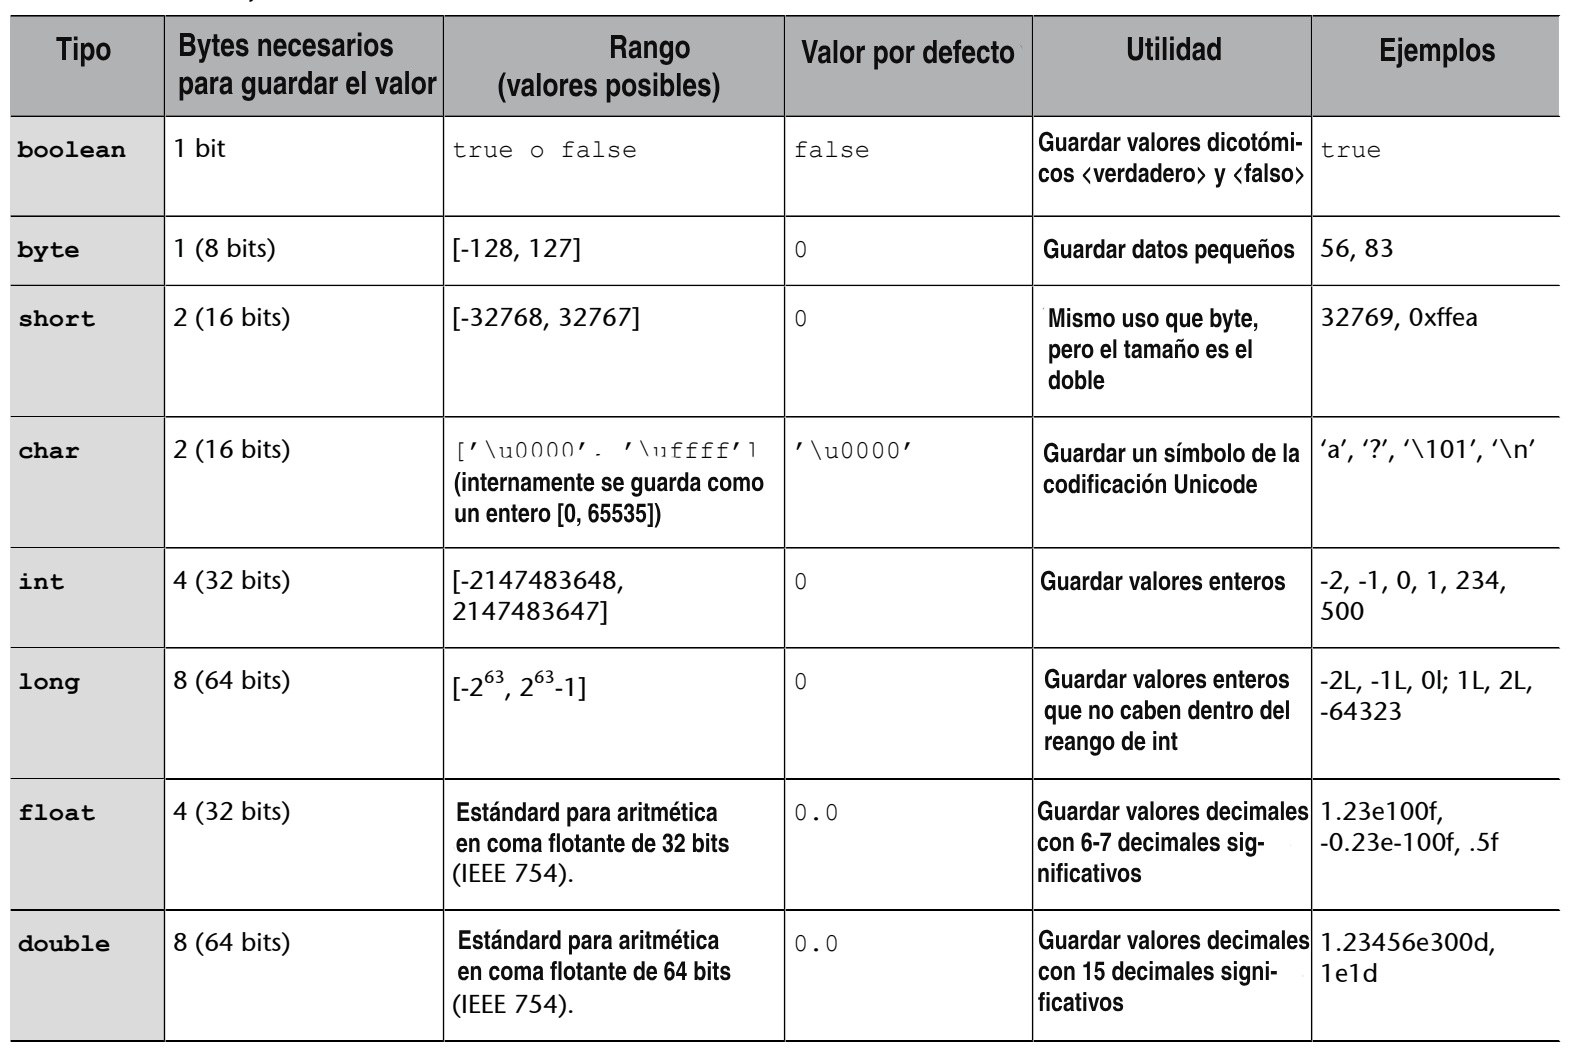 Tipo
Bytes necesarios
para guardar el valor
Rango
(valores posibles)
Valor por defecto
Utilidad
Ejemplos
boolean
1 bit
true o false
false
Guardar valores dicotómi-
cos <verdadero> y <falso>
true
byte
1 (8 bits)
[-128, 127]
0
Guardar datos pequeños
56, 83
short
2 (16 bits)
[-32768, 32767]
0
Mismo uso que byte,
pero el tamaño es el
doble
32769, 0xffea
char
2 (16 bits)
['\u0000', '\uffff']
(internamente se guarda como
un entero [0, 65535])
'\u0000'
Guardar un símbolo de la
codificación Unicode
‘a’, ‘?’, ‘\101’, ‘\n’
int
4 (32 bits)
[-2147483648,
2147483647]
0
Guardar valores enteros
-2, -1, 0, 1, 234,
500
long
8 (64 bits)
[-2⁶³, 2⁶³-1]
0
Guardar valores enteros
que no caben dentro del
reango de int
-2L, -1L, 0l; 1L, 2L,
-64323
float
4 (32 bits)
Estándard para aritmética
en coma flotante de 32 bits
(IEEE 754).
0.0
Guardar valores decimales
con 6-7 decimales sig-
nificativos
1.23e100f,
-0.23e-100f, .5f
double
8 (64 bits)
Estándard para aritmética
en coma flotante de 64 bits
(IEEE 754).
0.0
Guardar valores decimales
con 15 decimales signi-
ficativos
1.23456e300d,
1e1d